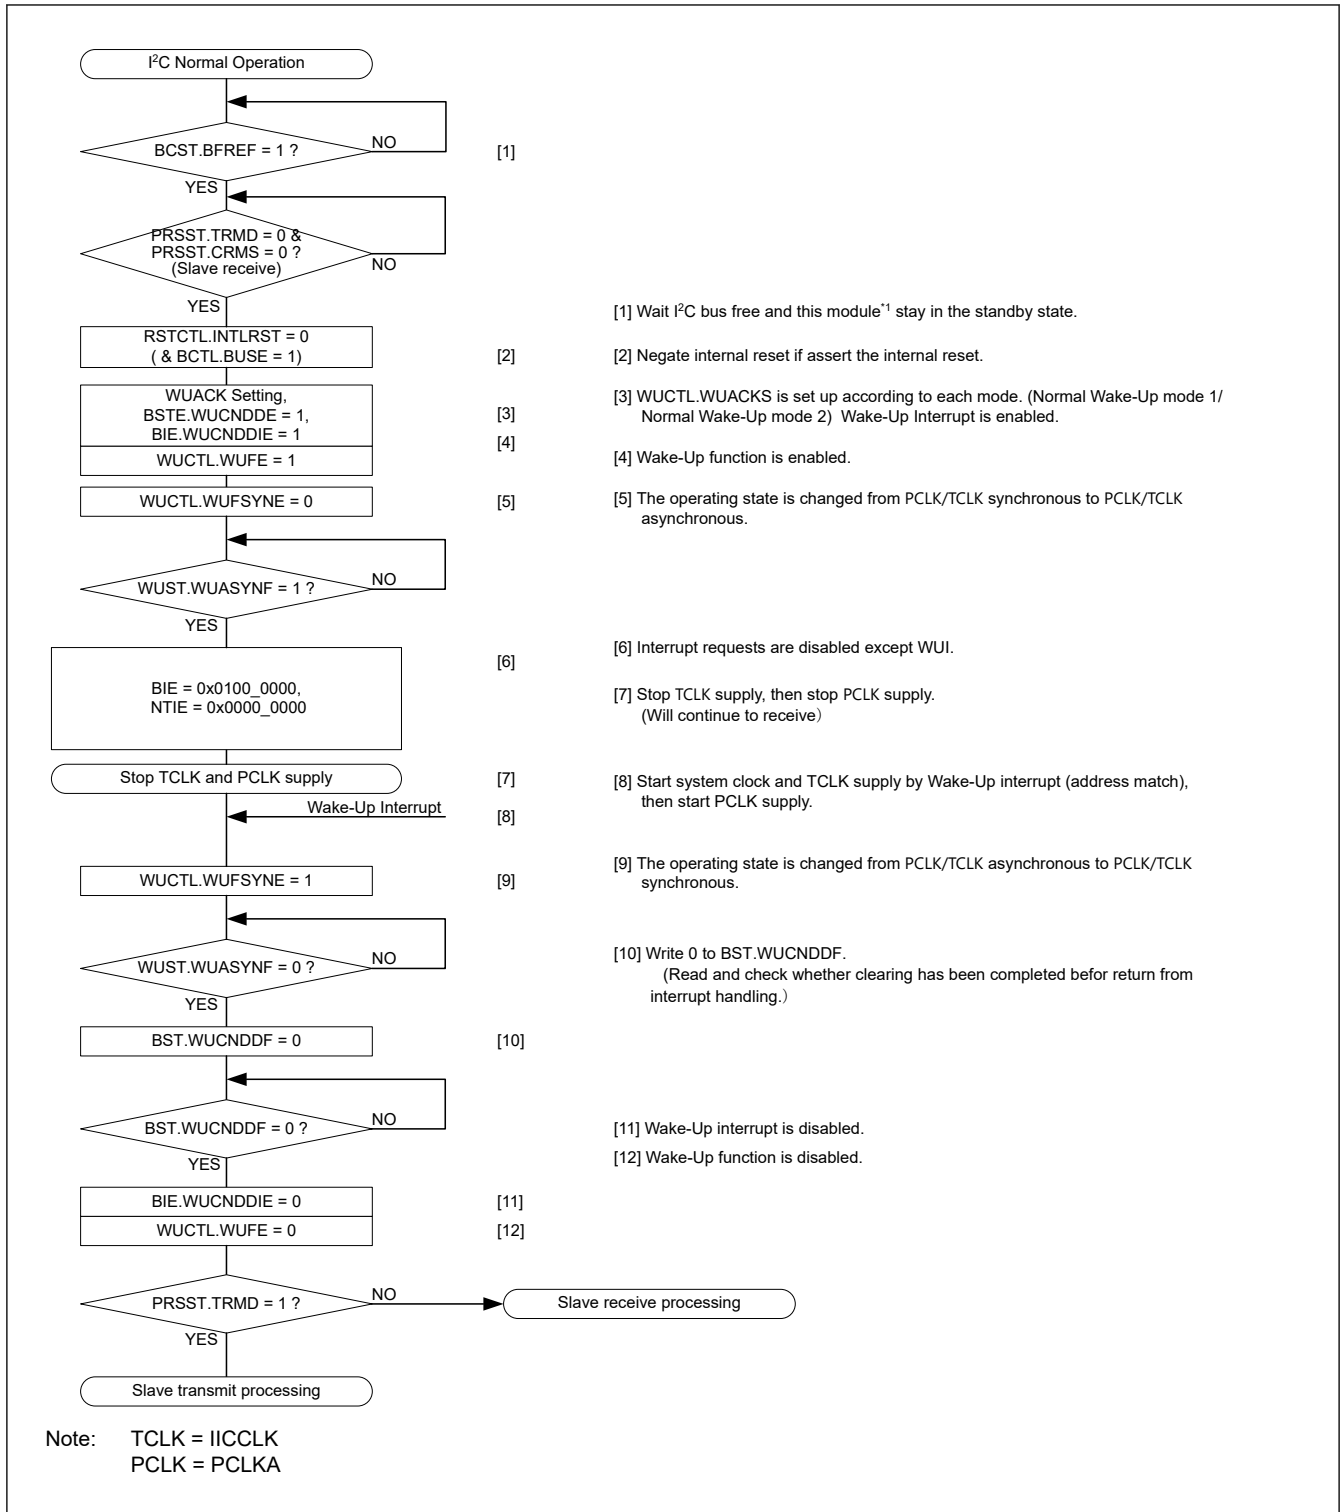 I²C Normal Operation
BCST.BFREF = 1 ?
NO
[1]
YES
PRSST.TRMD = 0 &
PRSST.CRMS = 0 ?
(Slave receive)
NO
YES
[1] Wait I²C bus free and this module*1 stay in the standby state.
RSTCTL.INTLRST = 0
( & BCTL.BUSE = 1)
[2]
[2] Negate internal reset if assert the internal reset.
WUACK Setting,
BSTE.WUCNDDE = 1,
BIE.WUCNDDIE = 1
[3]
[3] WUCTL.WUACKS is set up according to each mode. (Normal Wake-Up mode 1/
Normal Wake-Up mode 2) Wake-Up Interrupt is enabled.
[4]
WUCTL.WUFE = 1
[4] Wake-Up function is enabled.
WUCTL.WUFSYNE = 0
[5]
[5] The operating state is changed from PCLK/TCLK synchronous to PCLK/TCLK
asynchronous.
WUST.WUASYNF = 1 ?
NO
YES
[6]
[6] Interrupt requests are disabled except WUI.
BIE = 0x0100_0000,
NTIE = 0x0000_0000
[7] Stop TCLK supply, then stop PCLK supply.
(Will continue to receive）
Stop TCLK and PCLK supply
[7]
[8] Start system clock and TCLK supply by Wake-Up interrupt (address match),
then start PCLK supply.
Wake-Up Interrupt
[8]
[9] The operating state is changed from PCLK/TCLK asynchronous to PCLK/TCLK
synchronous.
WUCTL.WUFSYNE = 1
[9]
WUST.WUASYNF = 0 ?
NO
YES
[10] Write 0 to BST.WUCNDDF.
(Read and check whether clearing has been completed befor return from
interrupt handling.）
BST.WUCNDDF = 0
[10]
BST.WUCNDDF = 0 ?
NO
YES
[11] Wake-Up interrupt is disabled.
[12] Wake-Up function is disabled.
BIE.WUCNDDIE = 0
[11]
WUCTL.WUFE = 0
[12]
PRSST.TRMD = 1 ?
NO
Slave receive processing
YES
Slave transmit processing
Note: TCLK = IICCLK
PCLK = PCLKA